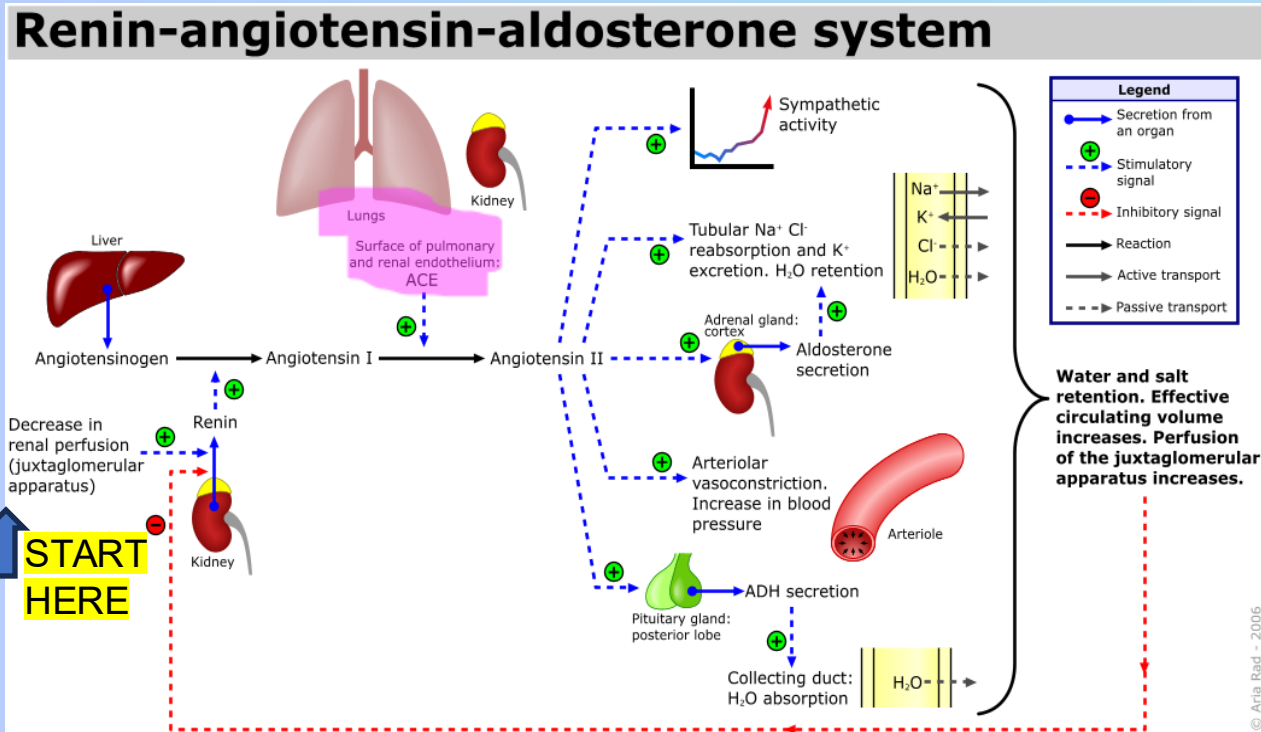 Renin-angiotensin-aldosterone system
Legend
Secretion from
an organ
+
Stimulatory
signal
−
Inhibitory signal
Reaction
Active transport
Passive transport
Lungs
Kidney
Surface of pulmonary
and renal endothelium:
ACE
+
Liver
Angiotensinogen
Angiotensin I
Angiotensin II
+
Renin
Decrease in
renal perfusion
(juxtaglomerular
apparatus)
+
−
Kidney
START
HERE
+
Sympathetic
activity
Tubular Na⁺ Cl⁻
reabsorption and K⁺
excretion. H₂O retention
Na⁺
K⁺
Cl⁻
H₂O
+
Adrenal gland:
cortex
+
Aldosterone
secretion
+
Arteriolar
vasoconstriction.
Increase in blood
pressure
Arteriole
+
Pituitary gland:
posterior lobe
ADH secretion
+
Collecting duct:
H₂O absorption
H₂O
Water and salt
retention. Effective
circulating volume
increases. Perfusion
of the juxtaglomerular
apparatus increases.
© Aria Rad - 2006